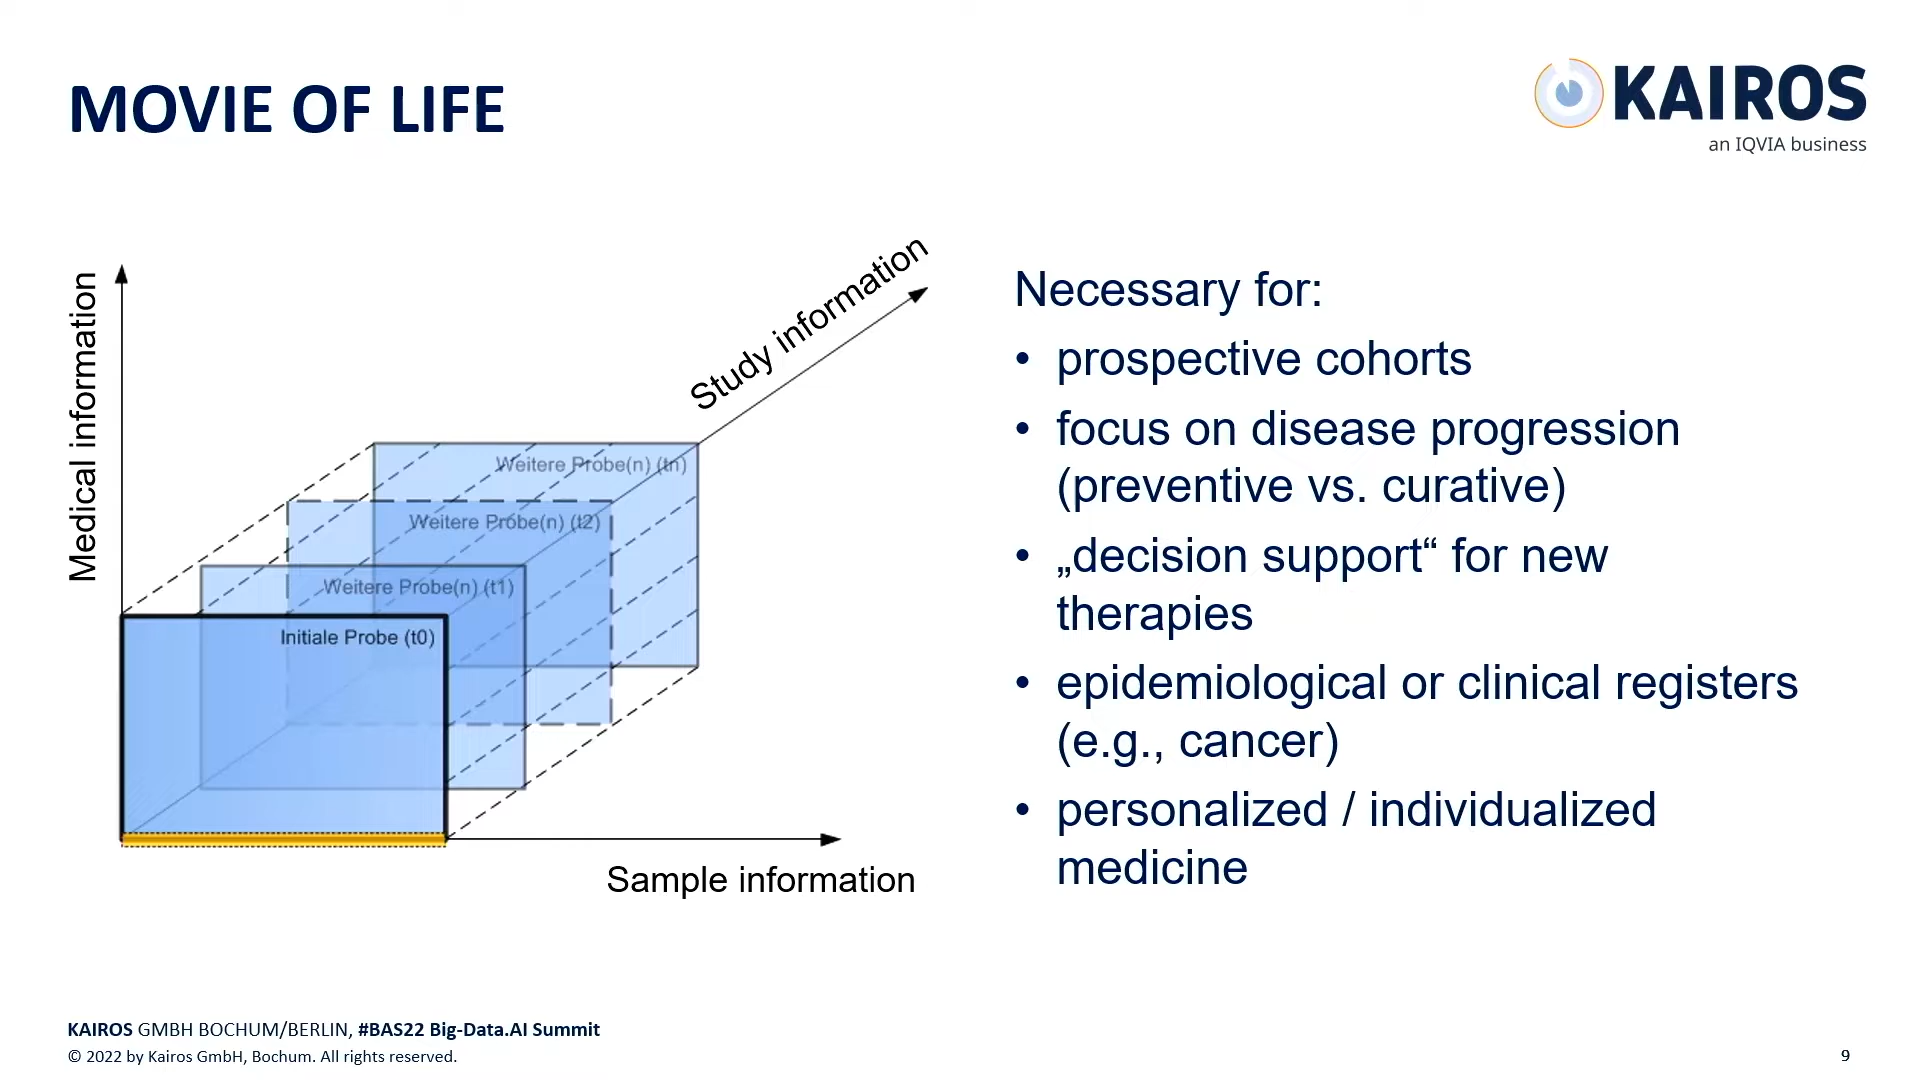 MOVIE OF LIFE
KAIROS
an IQVIA business
Medical information
Study information
Weitere Probe(n) (tn)
Weitere Probe(n) (t2)
Weitere Probe(n) (t1)
Initiale Probe (t0)
Sample information
Necessary for:
• prospective cohorts
• focus on disease progression
(preventive vs. curative)
• „decision support“ for new
therapies
• epidemiological or clinical registers
(e.g., cancer)
• personalized / individualized
medicine
KAIROS GMBH BOCHUM/BERLIN, #BAS22 Big-Data.AI Summit
© 2022 by Kairos GmbH, Bochum. All rights reserved.
9